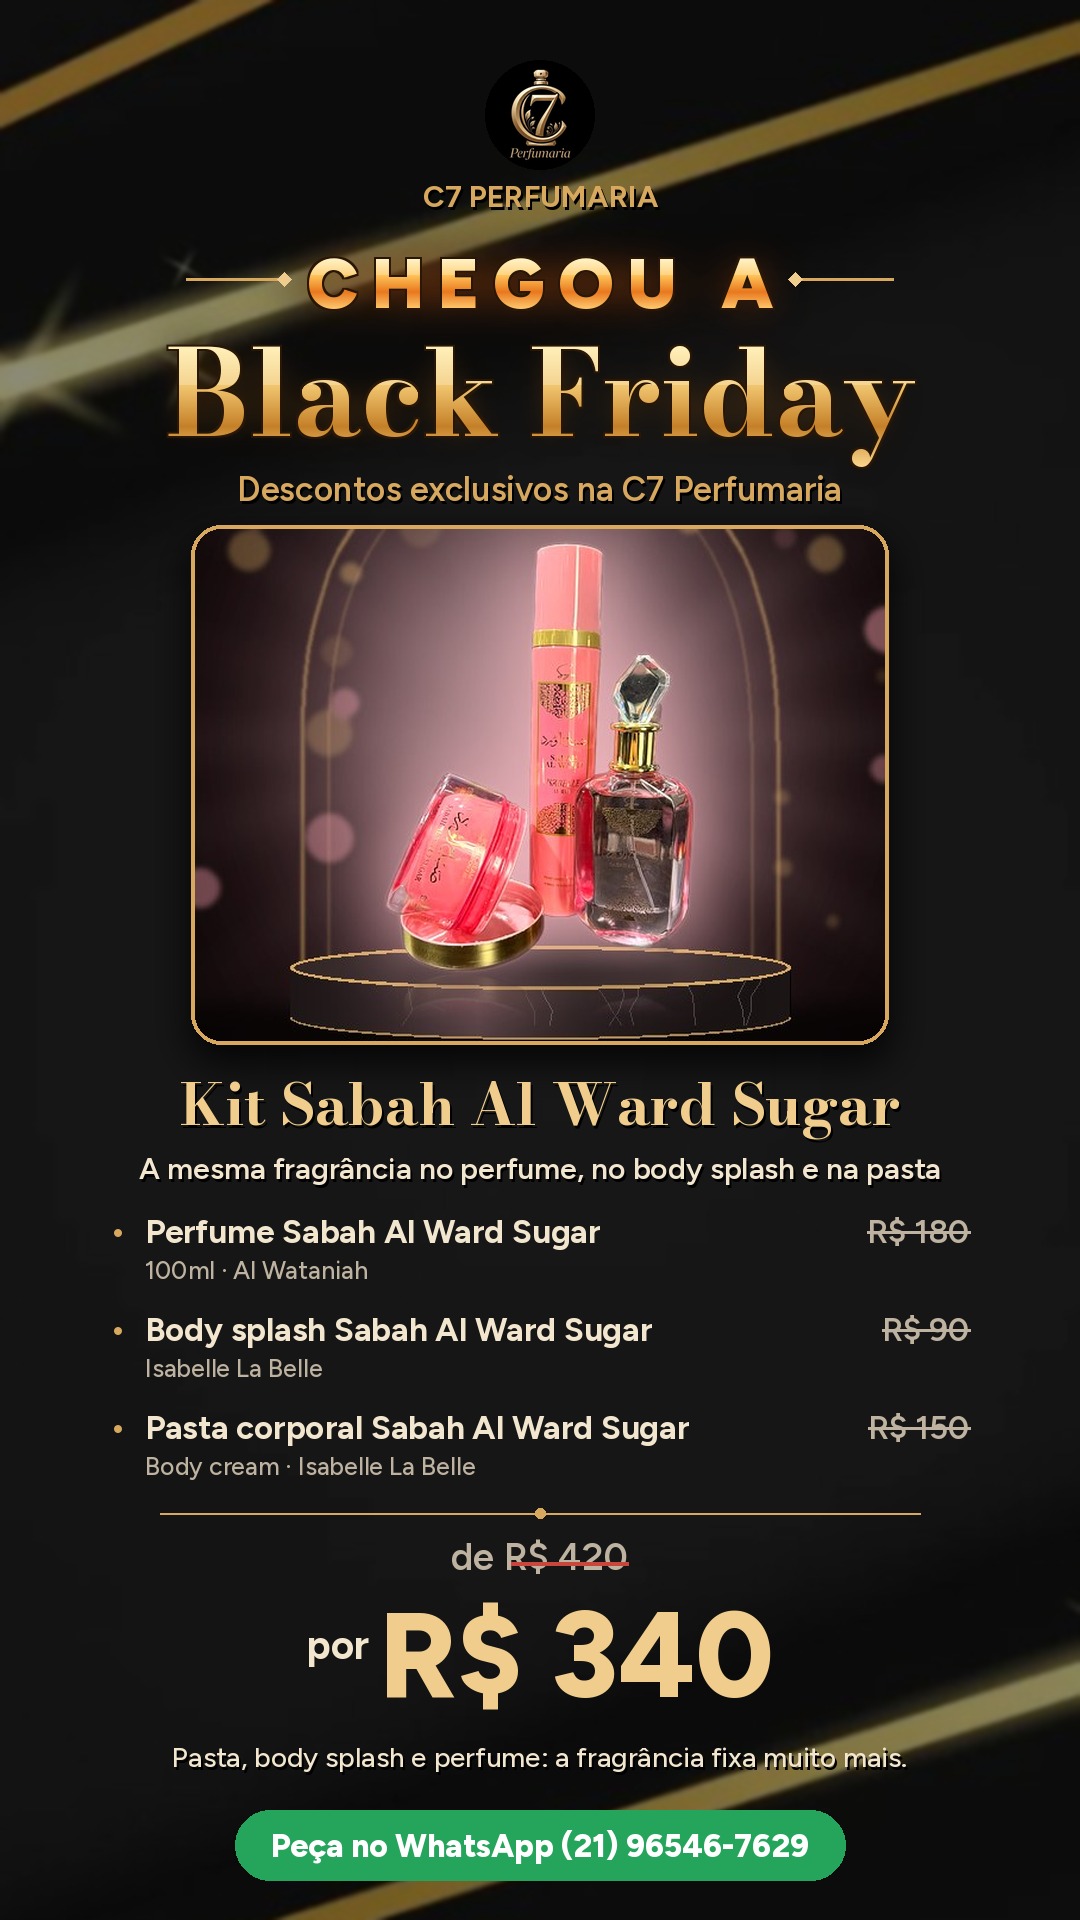 C7
Perfumaria
C7 PERFUMARIA
CHEGOU A
Black Friday
Descontos exclusivos na C7 Perfumaria
Kit Sabah Al Ward Sugar
A mesma fragrância no perfume, no body splash e na pasta
• Perfume Sabah Al Ward Sugar R$ 180
100ml · Al Wataniah
• Body splash Sabah Al Ward Sugar R$ 90
Isabelle La Belle
• Pasta corporal Sabah Al Ward Sugar R$ 150
Body cream · Isabelle La Belle
de R$ 420
por R$ 340
Pasta, body splash e perfume: a fragrância fixa muito mais.
Peça no WhatsApp (21) 96546-7629